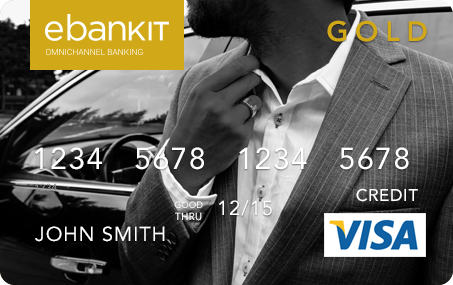 ebankIT
OMNICHANNEL BANKING
GOLD
1234 5678 1234 5678
CREDIT
GOOD
THRU
12/15
JOHN SMITH
VISA